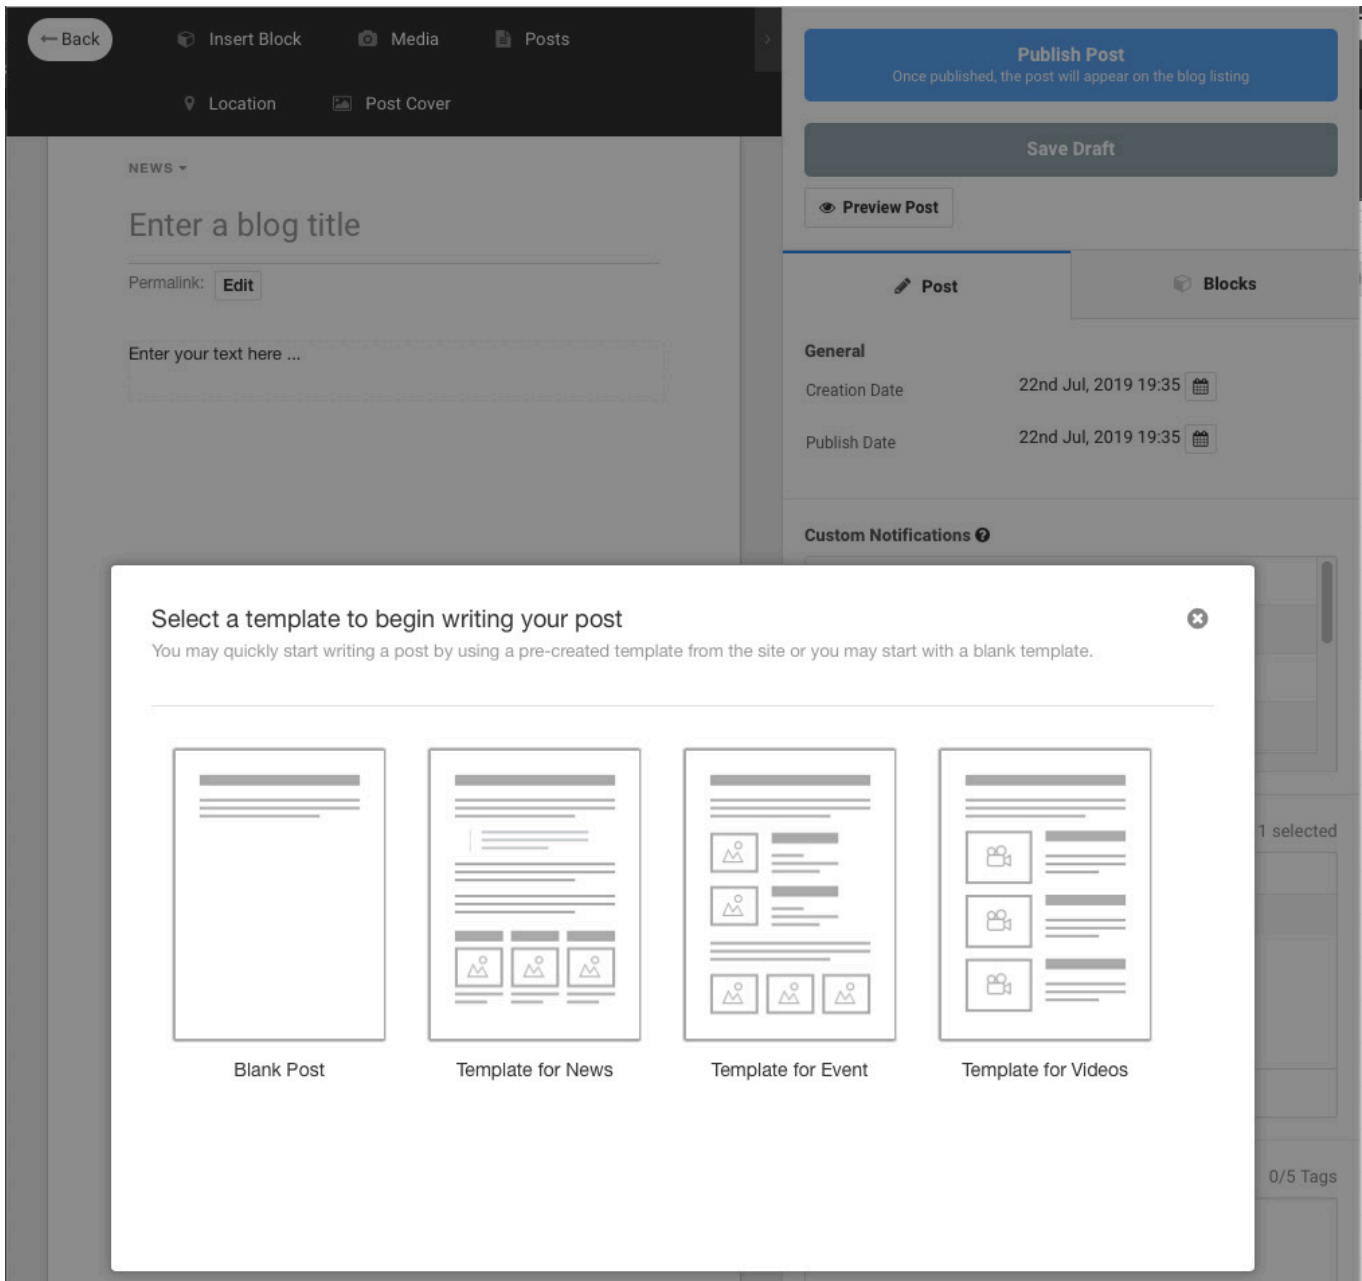 Back
Insert Block
Media
Posts
Location
Post Cover
Publish Post
Once published, the post will appear on the blog listing
Save Draft
Preview Post
NEWS
Enter a blog title
Permalink: Edit
Enter your text here ...
Post
Blocks
General
Creation Date 22nd Jul, 2019 19:35
Publish Date 22nd Jul, 2019 19:35
Custom Notifications
Select a template to begin writing your post
You may quickly start writing a post by using a pre-created template from the site or you may start with a blank template.
Blank Post
Template for News
Template for Event
Template for Videos
1 selected
0/5 Tags